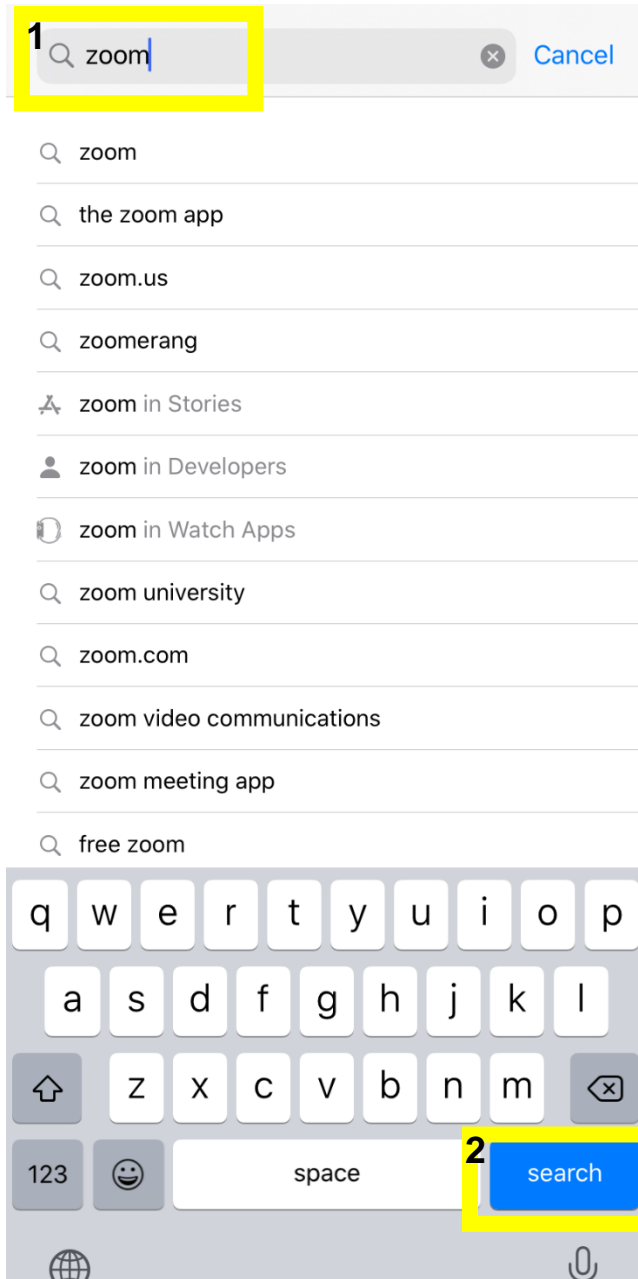 1
zoom
Cancel
zoom
the zoom app
zoom.us
zoomerang
zoom in Stories
zoom in Developers
zoom in Watch Apps
zoom university
zoom.com
zoom video communications
zoom meeting app
free zoom
q w e r t y u i o p
a s d f g h j k l
z x c v b n m
2
123 space search